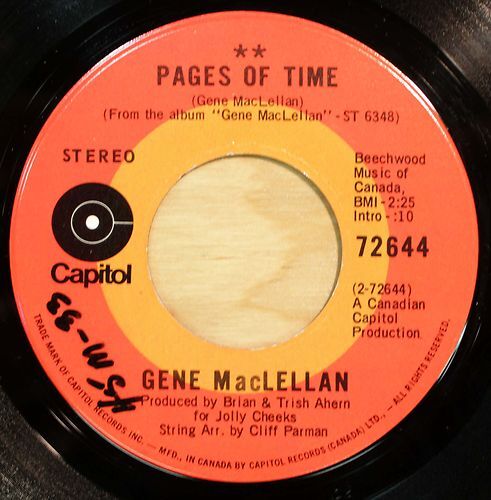 **
PAGES OF TIME
(Gene MacLellan)
(From the album "Gene MacLellan" - ST 6348)
STEREO
Beechwood
Music of
Canada,
BMI - 2:25
Intro - :10
72644
Capitol
(2-72644)
A Canadian
Capitol
Production
GENE MacLELLAN
Produced by Brian & Trish Ahern
for Jolly Cheeks
String Arr. by Cliff Parman
TRADE MARK OF CAPITOL RECORDS INC. — MFD., IN CANADA BY CAPITOL RECORDS (CANADA) LTD., — ALL RIGHTS RESERVED